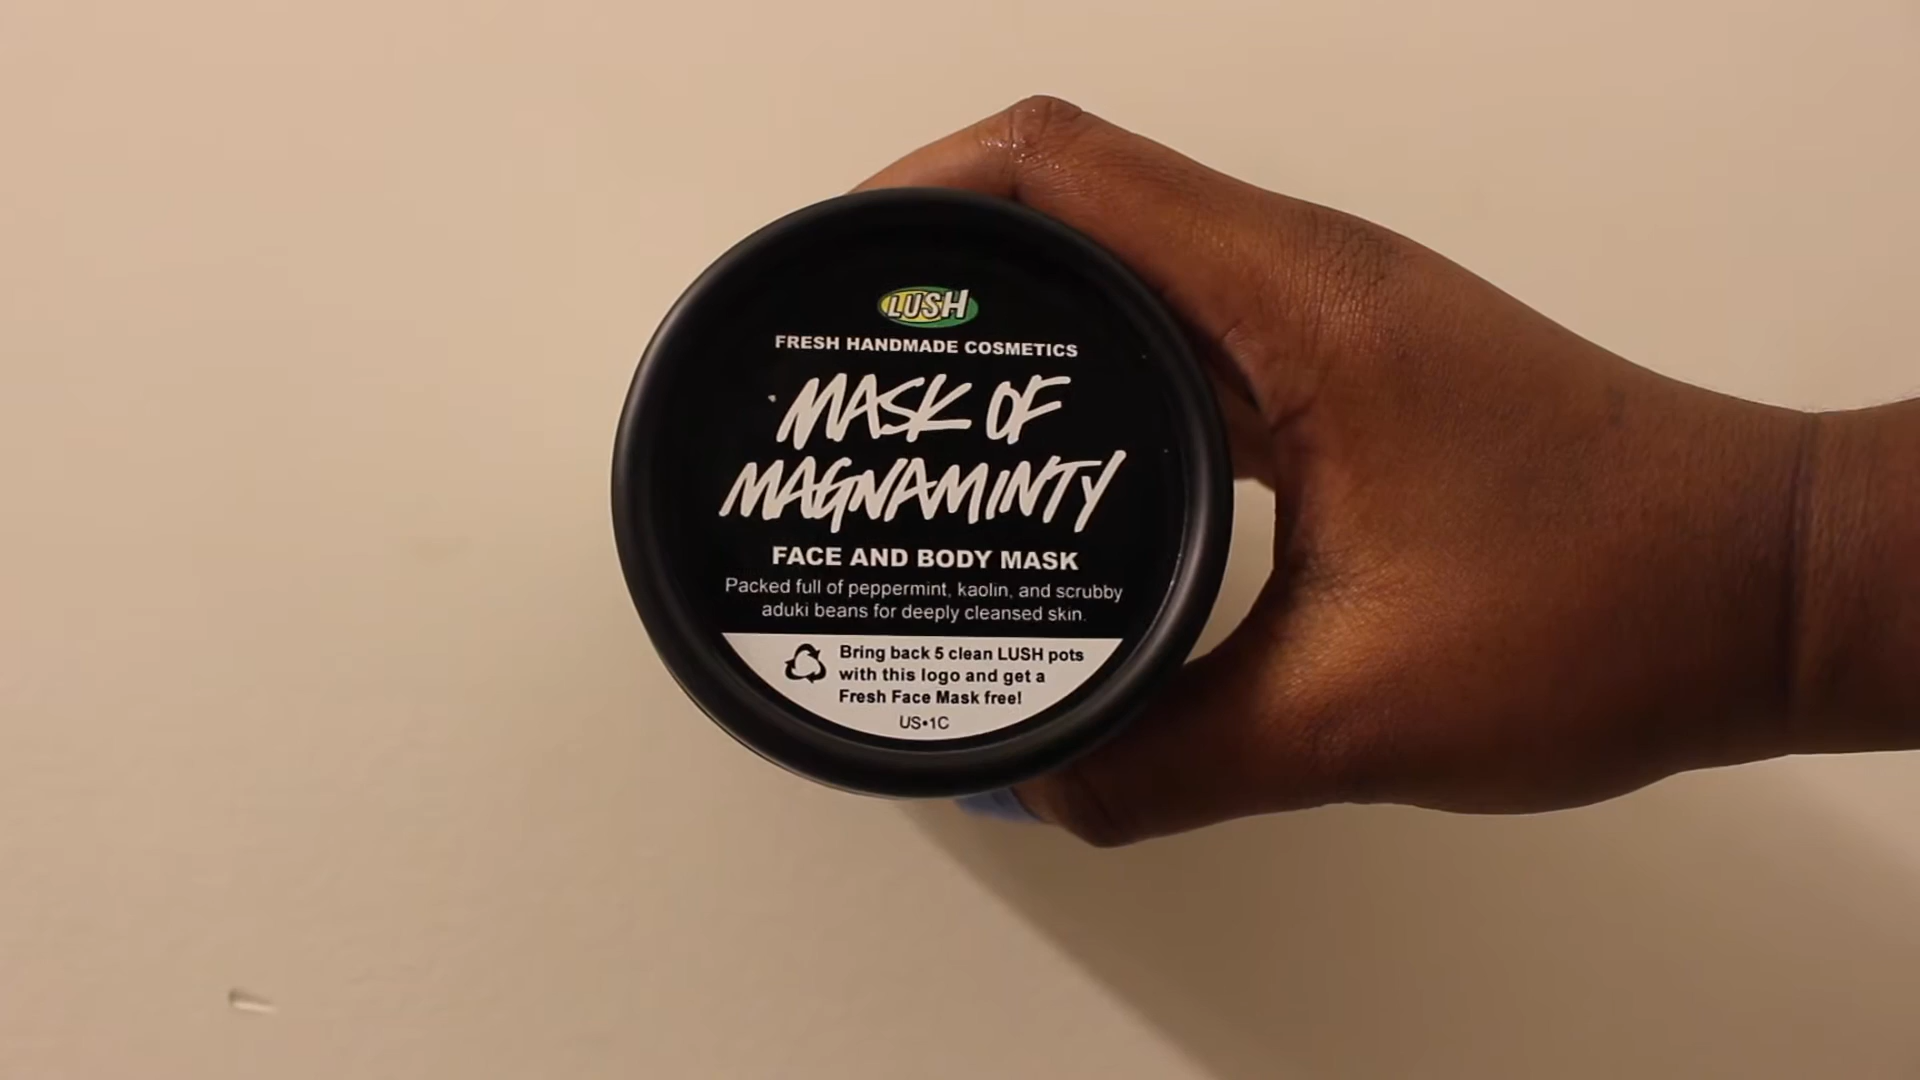 LUSH
FRESH HANDMADE COSMETICS
MASK OF
MAGNAMINTY
FACE AND BODY MASK
Packed full of peppermint, kaolin, and scrubby
aduki beans for deeply cleansed skin.
Bring back 5 clean LUSH pots
with this logo and get a
Fresh Face Mask free!
US•1C